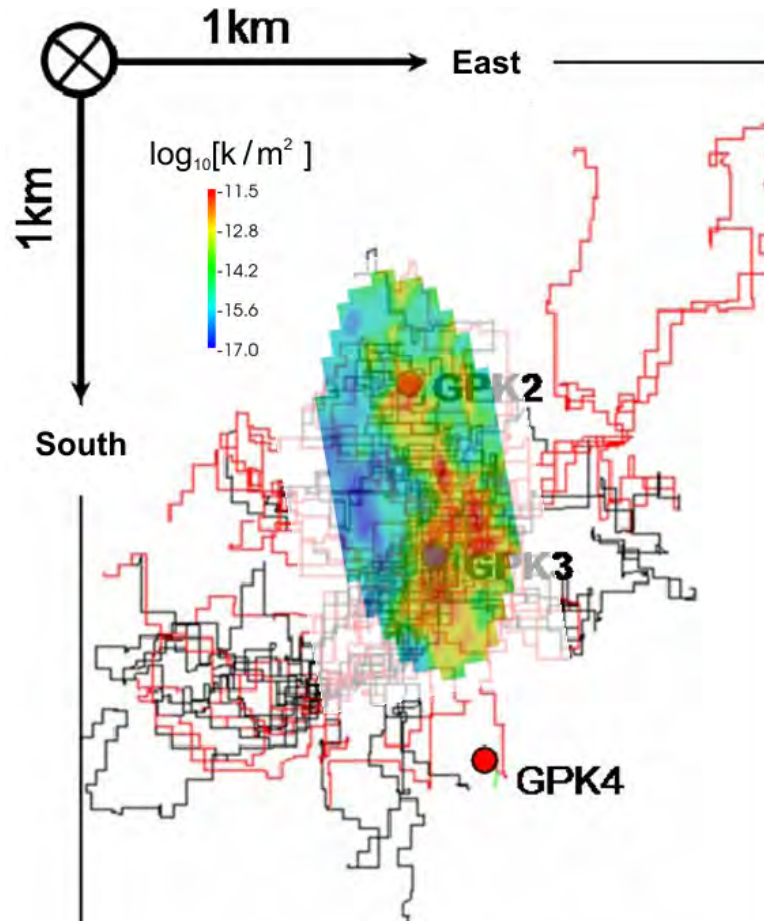 1km
East
1km
log₁₀[k/m² ]
-11.5
-12.8
-14.2
-15.6
-17.0
GPK2
South
GPK3
GPK4